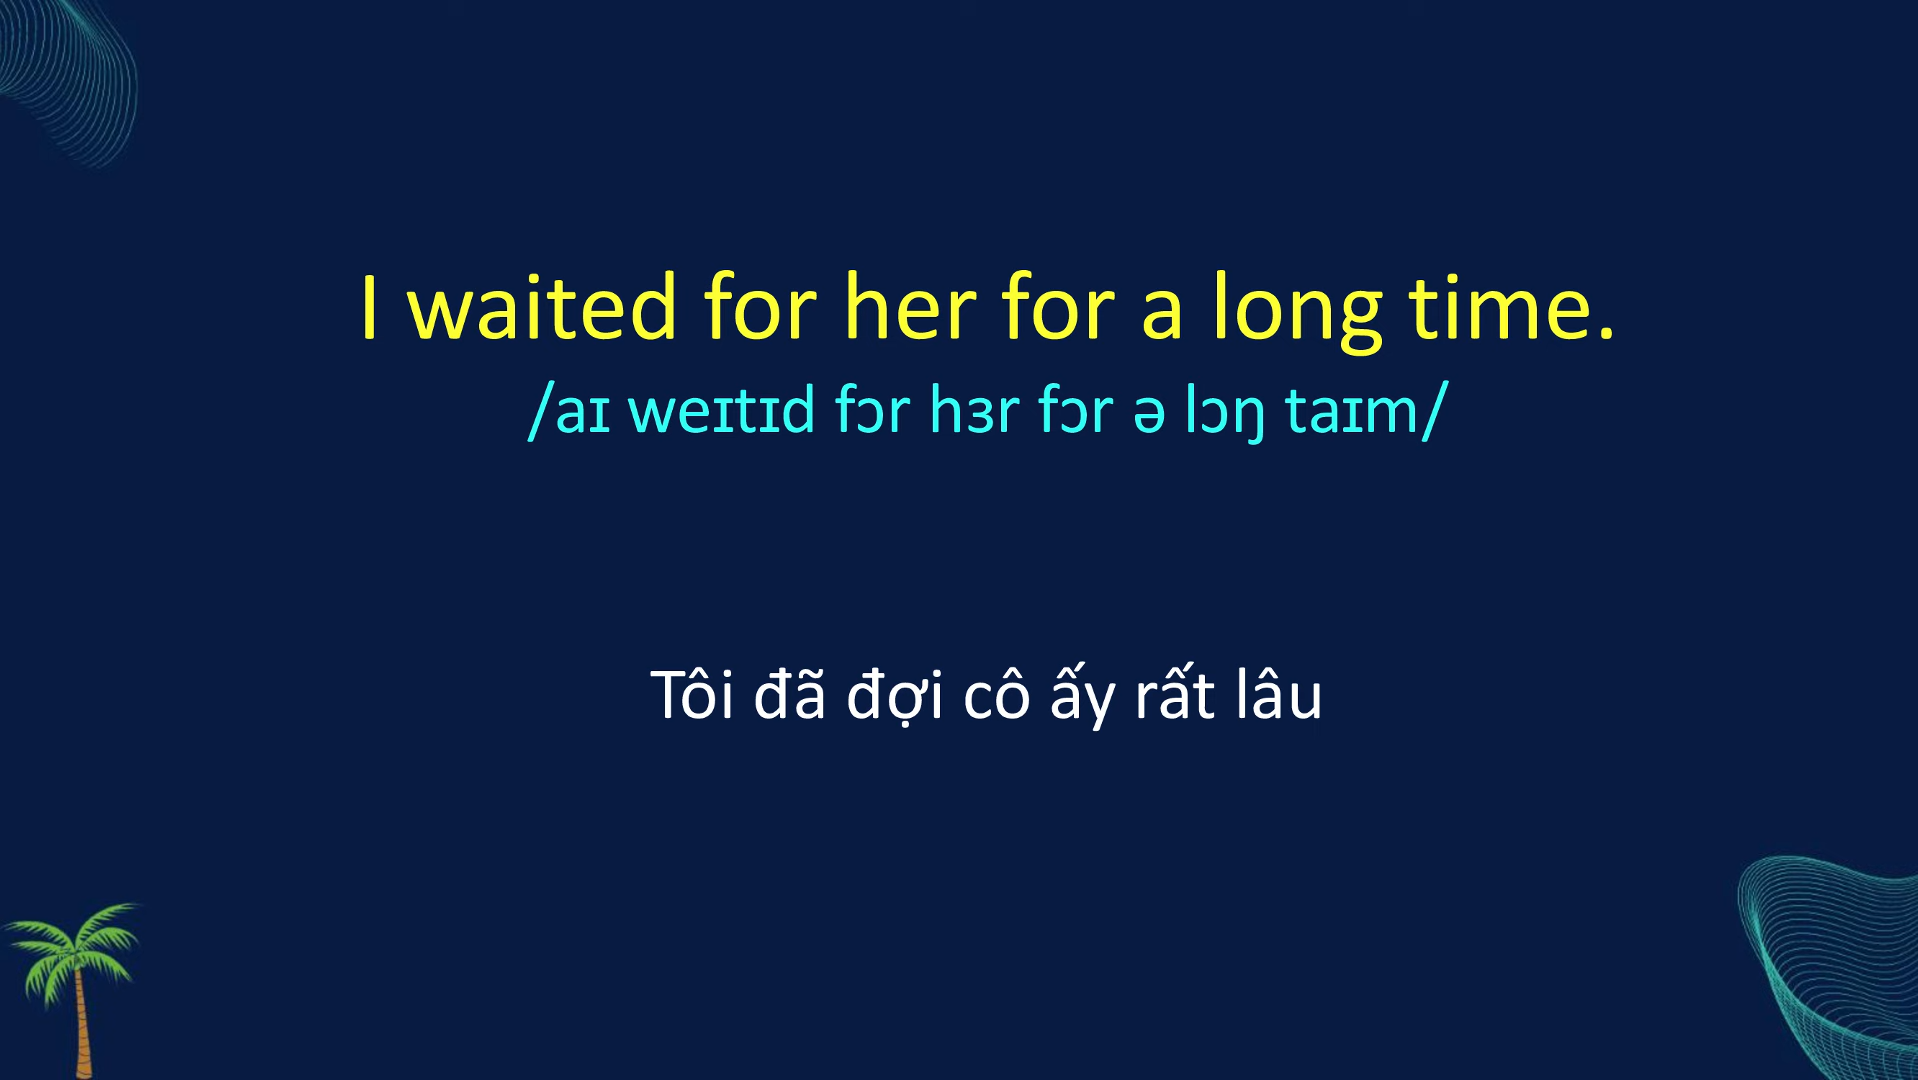 I waited for her for a long time.
/aɪ weɪtɪd fɔr hɜr fɔr ə lɔŋ taɪm/
Tôi đã đợi cô ấy rất lâu